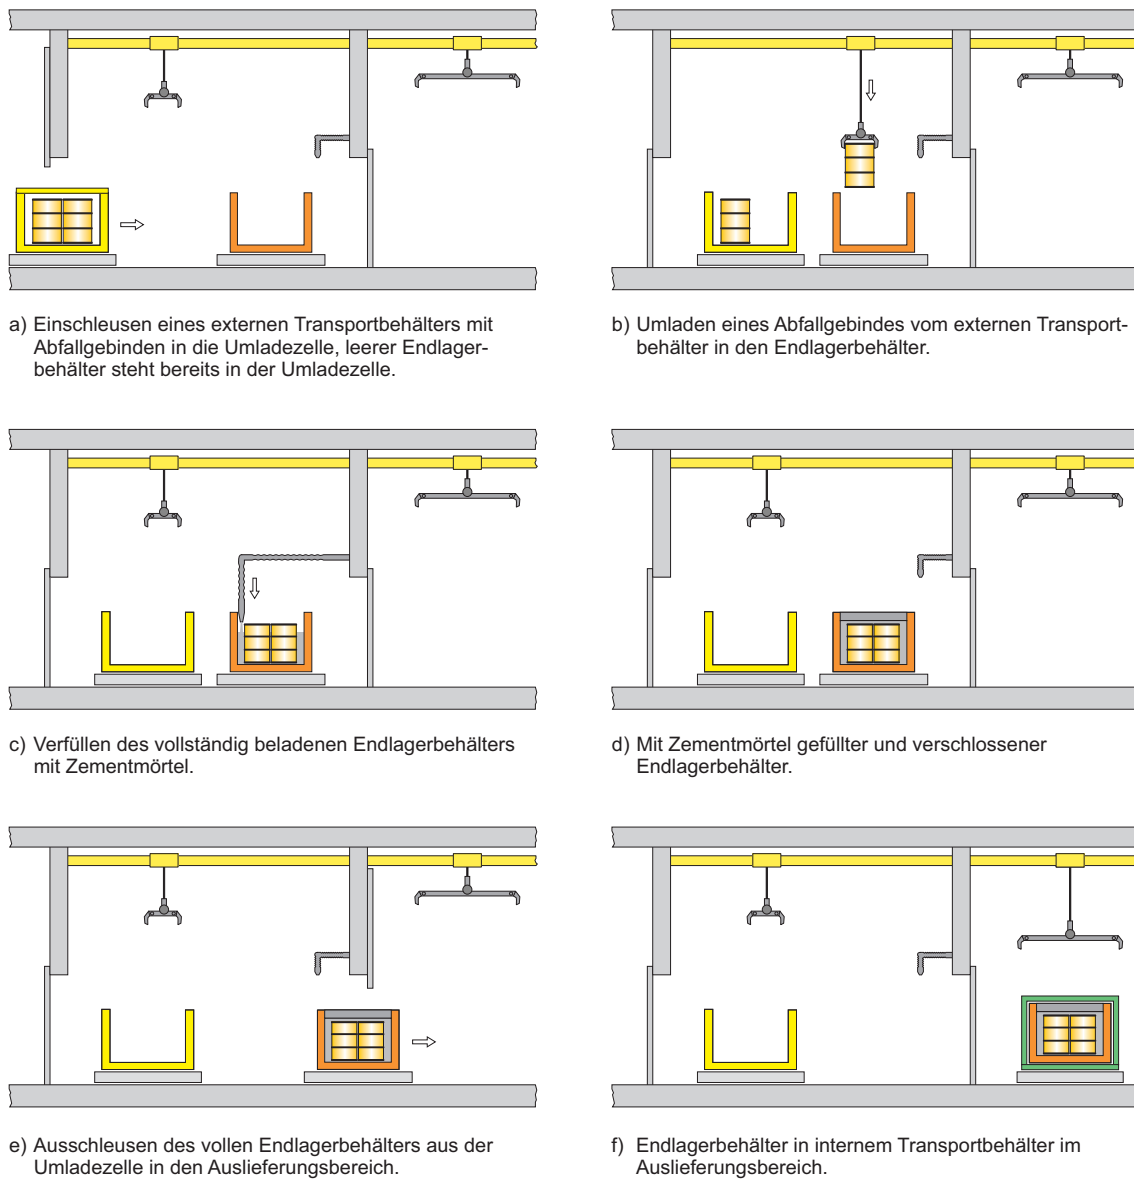 a) Einschleusen eines externen Transportbehälters mit
Abfallgebinden in die Umladezelle, leerer Endlager-
behälter steht bereits in der Umladezelle.
b) Umladen eines Abfallgebindes vom externen Transport-
behälter in den Endlagerbehälter.
c) Verfüllen des vollständig beladenen Endlagerbehälters
mit Zementmörtel.
d) Mit Zementmörtel gefüllter und verschlossener
Endlagerbehälter.
e) Ausschleusen des vollen Endlagerbehälters aus der
Umladezelle in den Auslieferungsbereich.
f) Endlagerbehälter in internem Transportbehälter im
Auslieferungsbereich.